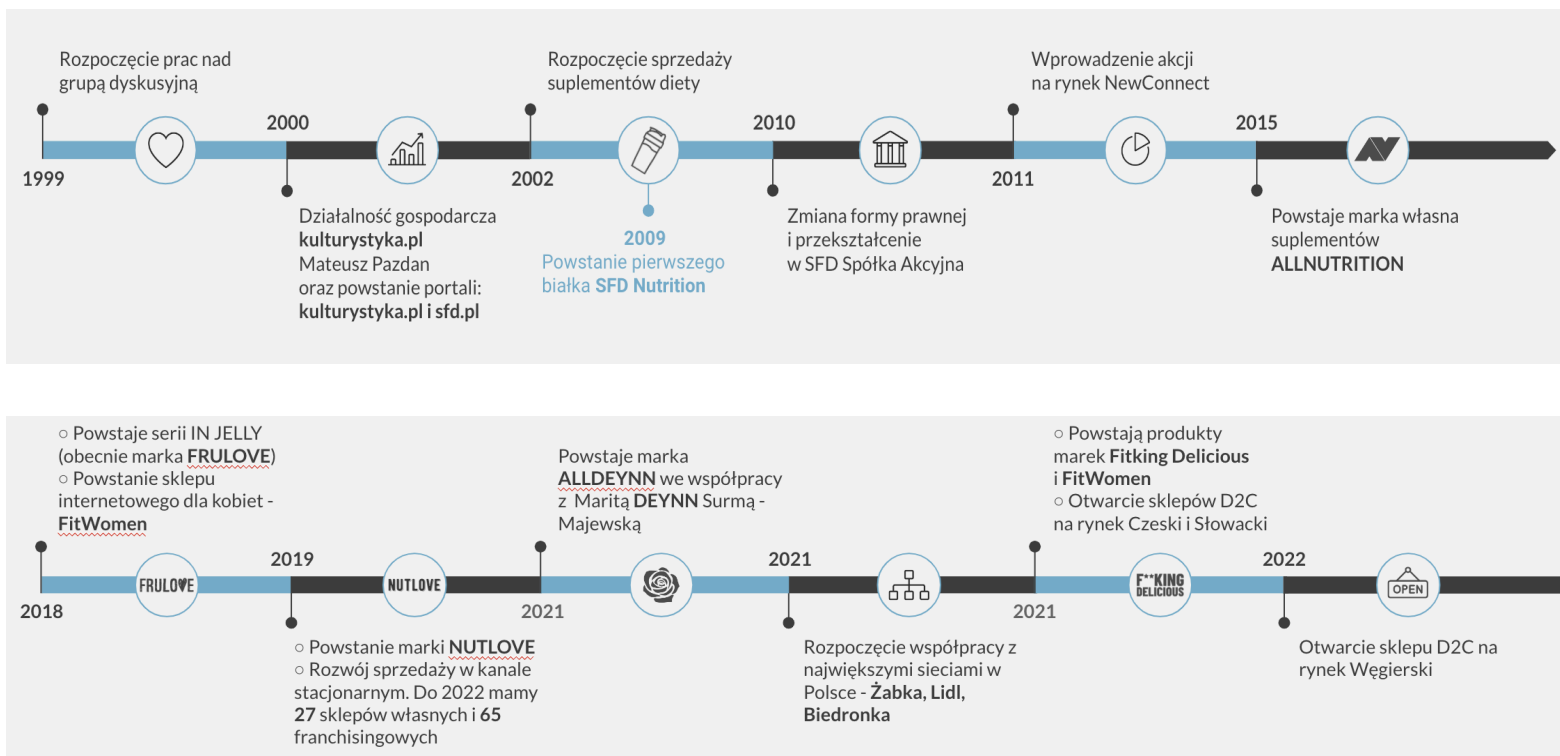 Rozpoczęcie prac nad
grupą dyskusyjną
1999
2000
Działalność gospodarcza
kulturystyka.pl
Mateusz Pazdan
oraz powstanie portali:
kulturystyka.pl i sfd.pl
Rozpoczęcie sprzedaży
suplementów diety
2002
2009
Powstanie pierwszego
białka SFD Nutrition
2010
Zmiana formy prawnej
i przekształcenie
w SFD Spółka Akcyjna
Wprowadzenie akcji
na rynek NewConnect
2011
2015
Powstaje marka własna
suplementów
ALLNUTRITION
○ Powstaje serii IN JELLY
(obecnie marka FRULOVE)
○ Powstanie sklepu
internetowego dla kobiet -
FitWomen
2018
FRULOVE
2019
NUTLOVE
○ Powstanie marki NUTLOVE
○ Rozwój sprzedaży w kanale
stacjonarnym. Do 2022 mamy
27 sklepów własnych i 65
franchisingowych
Powstaje marka
ALLDEYNN we współpracy
z Maritą DEYNN Surmą -
Majewską
2021
2021
Rozpoczęcie współpracy z
największymi sieciami w
Polsce - Żabka, Lidl,
Biedronka
○ Powstają produkty
marek Fitking Delicious
i FitWomen
○ Otwarcie sklepów D2C
na rynek Czeski i Słowacki
2021
F**KING
DELICIOUS
2022
OPEN
Otwarcie sklepu D2C na
rynek Węgierski